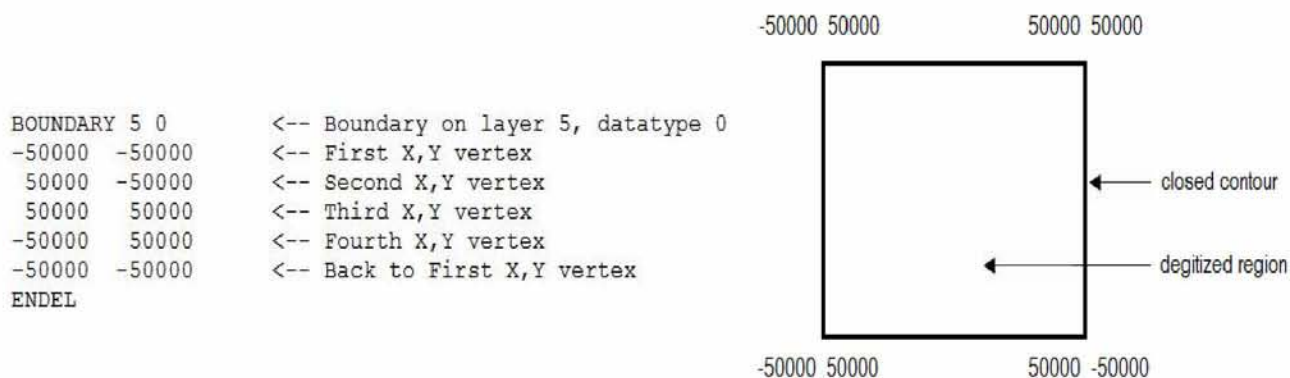 -50000 50000 50000 50000
BOUNDARY 5 0 <-- Boundary on layer 5, datatype 0
-50000 -50000 <-- First X,Y vertex
50000 -50000 <-- Second X,Y vertex
50000 50000 <-- Third X,Y vertex
-50000 50000 <-- Fourth X,Y vertex
-50000 -50000 <-- Back to First X,Y vertex
ENDEL
closed contour
degitized region
-50000 50000 50000 -50000